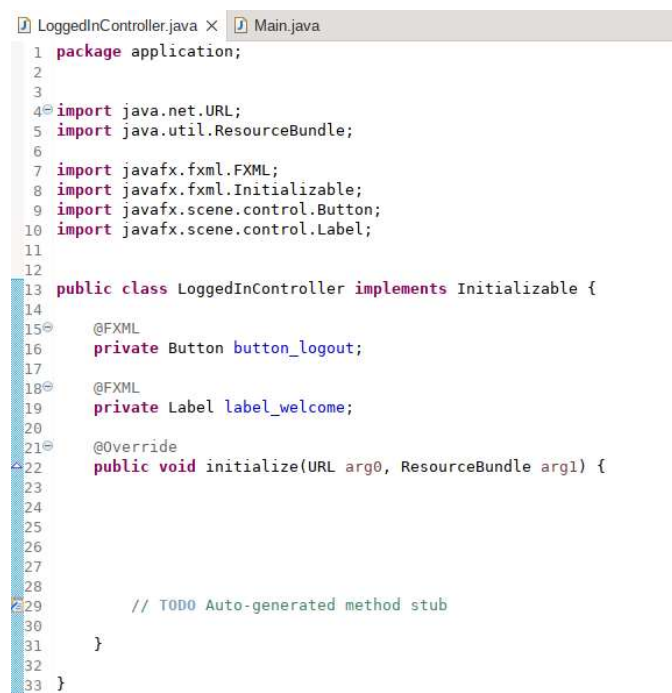 LoggedInController.java × Main.java
1 package application;
2
3
4 import java.net.URL;
5 import java.util.ResourceBundle;
6
7 import javafx.fxml.FXML;
8 import javafx.fxml.Initializable;
9 import javafx.scene.control.Button;
10 import javafx.scene.control.Label;
11
12
13 public class LoggedInController implements Initializable {
14
15 @FXML
16 private Button button_logout;
17
18 @FXML
19 private Label label_welcome;
20
21 @Override
22 public void initialize(URL arg0, ResourceBundle arg1) {
23
24
25
26
27
28
29 // TODO Auto-generated method stub
30
31 }
32
33 }